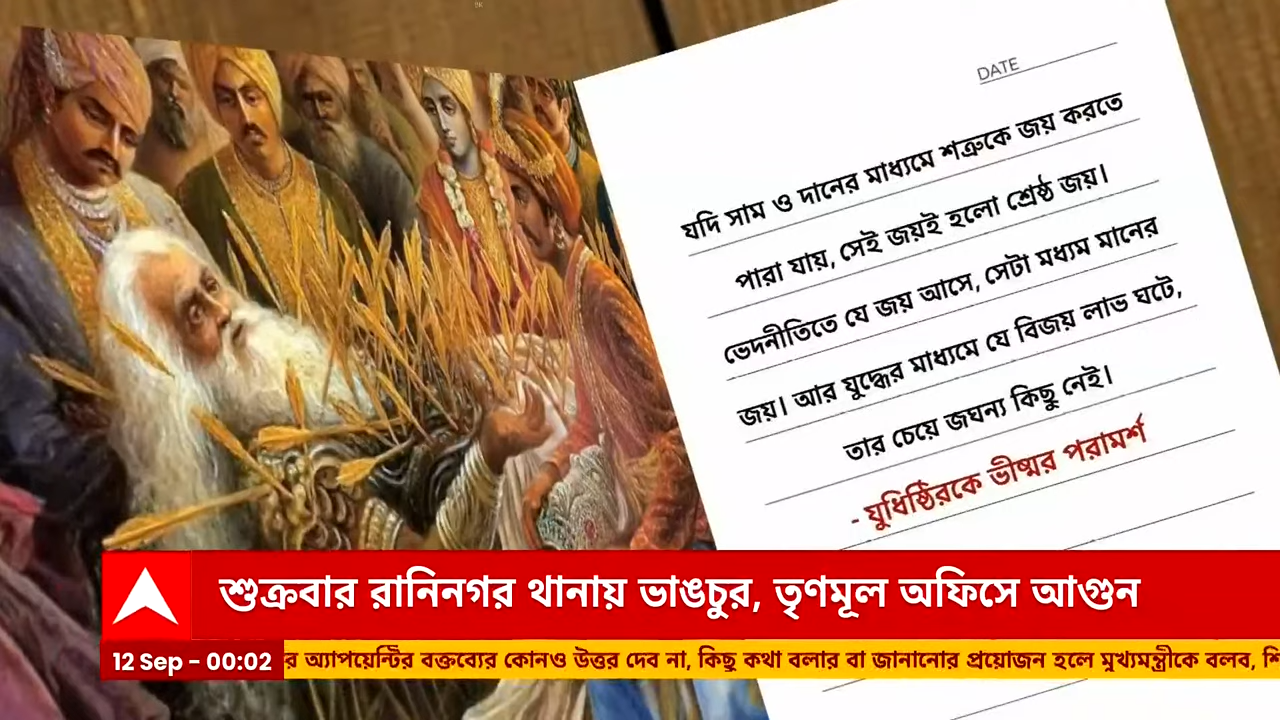 DATE
যদি সাম ও দানের মাধ্যমে শত্রুকে জয় করতে
পারা যায়, সেই জয়ই হলো শ্রেষ্ঠ জয়।
ভেদনীতিতে যে জয় আসে, সেটা মধ্যম মানের
জয়। আর যুদ্ধের মাধ্যমে যে বিজয় লাভ ঘটে,
তার চেয়ে জঘন্য কিছু নেই।
- যুধিষ্ঠিরকে ভীষ্মর পরামর্শ
শুক্রবার রানিনগর থানায় ভাঙচুর, তৃণমূল অফিসে আগুন
12 Sep - 00:02
র অ্যাপয়েন্টির বক্তব্যের কোনও উত্তর দেব না, কিছু কথা বলার বা জানানোর প্রয়োজন হলে মুখ্যমন্ত্রীকে বলব,